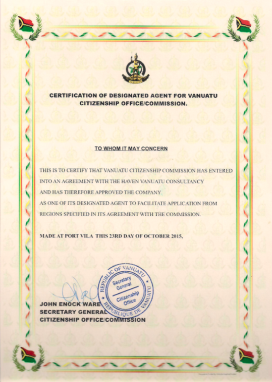 CERTIFICATION OF DESIGNATED AGENT FOR VANUATU
CITIZENSHIP OFFICE/COMMISSION.
TO WHOM IT MAY CONCERN
THIS IS TO CERTIFY THAT VANUATU CITIZENSHIP COMMISSION HAS ENTERED
INTO AN AGREEMENT WITH THE HAVEN VANUATU CONSULTANCY
AND HAS THEREFORE APPROVED THE COMPANY
AS ONE OF ITS DESIGNATED AGENT TO FACILITATE APPLICATION FROM
REGIONS SPECIFIED IN ITS AGREEMENT WITH THE COMMISSION.
MADE AT PORT VILA THIS 23RD DAY OF OCTOBER 2015,
REPUBLIC OF VANUATU
Secretary
General
Citizenship
Office
REPUBLIQUE DE VANUATU
JOHN ENOCK WARE
SECRETARY GENERAL
CITIZENSHIP OFFICE/COMMISSION